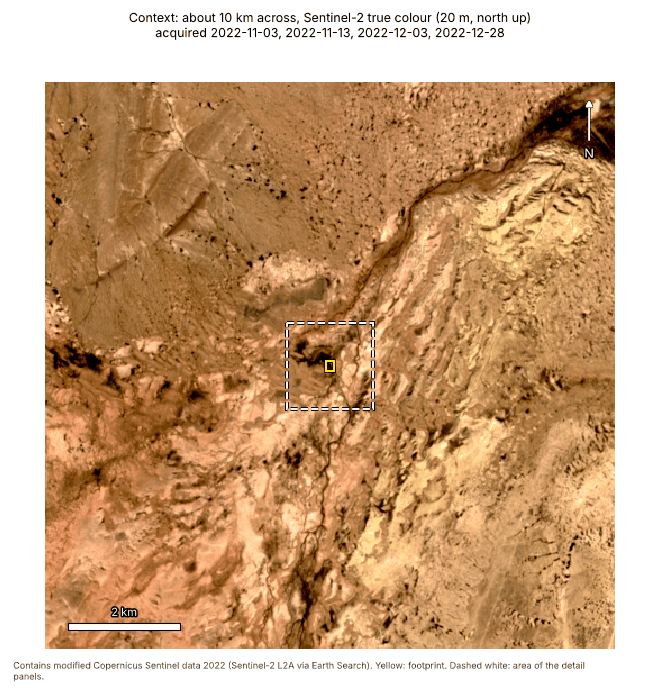 Context: about 10 km across, Sentinel-2 true colour (20 m, north up)
acquired 2022-11-03, 2022-11-13, 2022-12-03, 2022-12-28
N
2 km
Contains modified Copernicus Sentinel data 2022 (Sentinel-2 L2A via Earth Search). Yellow: footprint. Dashed white: area of the detail
panels.